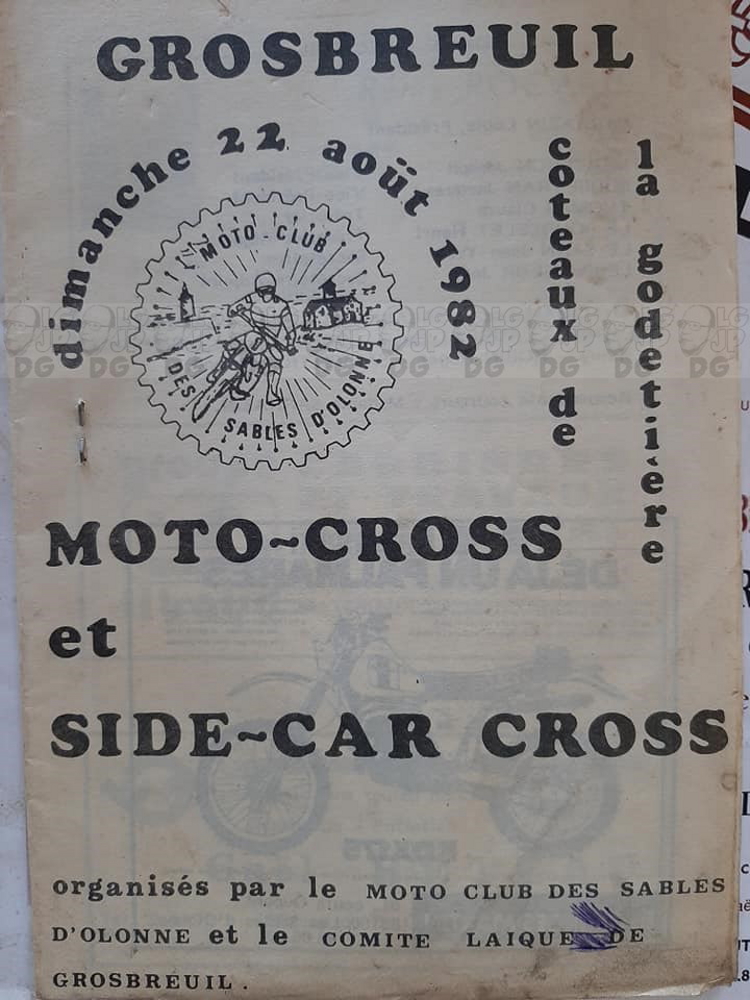 GROSBREUIL
dimanche 22 août 1982
coteaux de
la godetière
MOTO-CLUB
DES SABLES D'OLONNE
MOTO~CROSS
et
SIDE~CAR CROSS
organisés par le MOTO CLUB DES SABLES
D'OLONNE et le COMITE LAIQUE DE
GROSBREUIL.